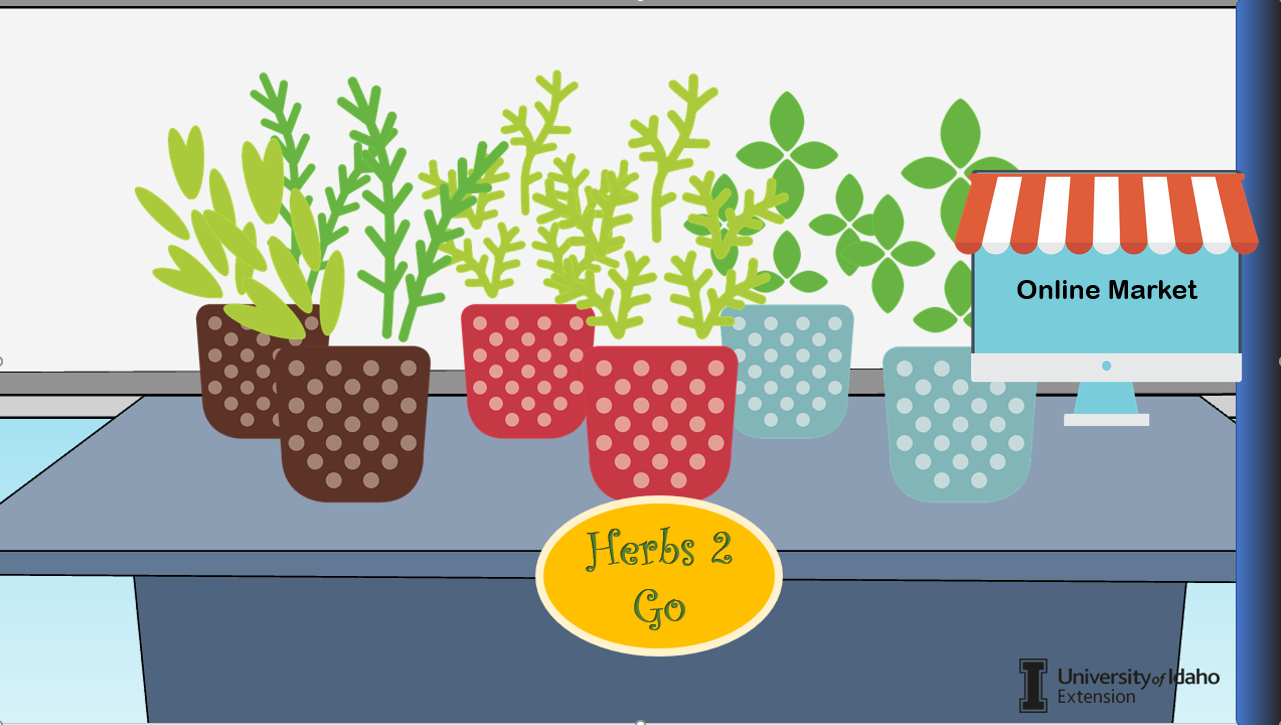 Online Market
Herbs 2
Go
University of Idaho
Extension